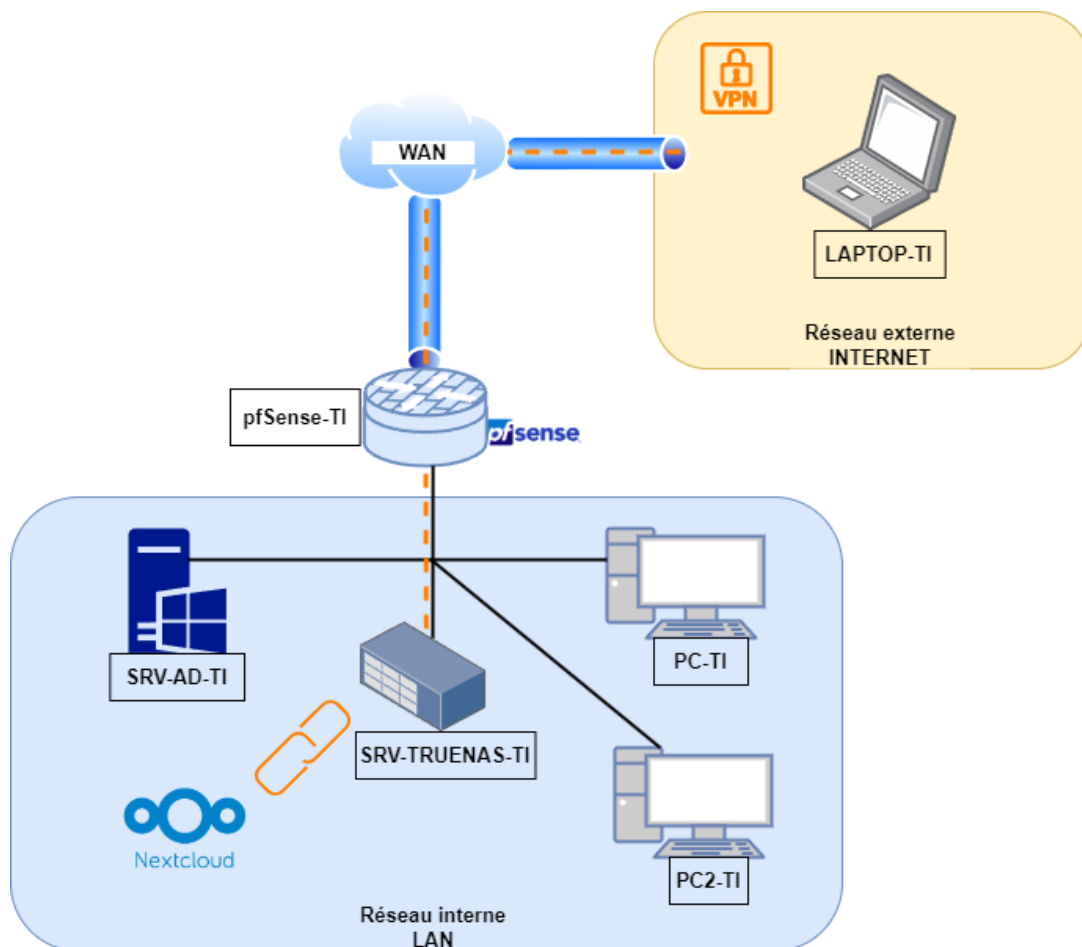 VPN
WAN
LAPTOP-TI
Réseau externe
INTERNET
pfSense-TI
pfsense
SRV-AD-TI
PC-TI
SRV-TRUENAS-TI
Nextcloud
PC2-TI
Réseau interne
LAN